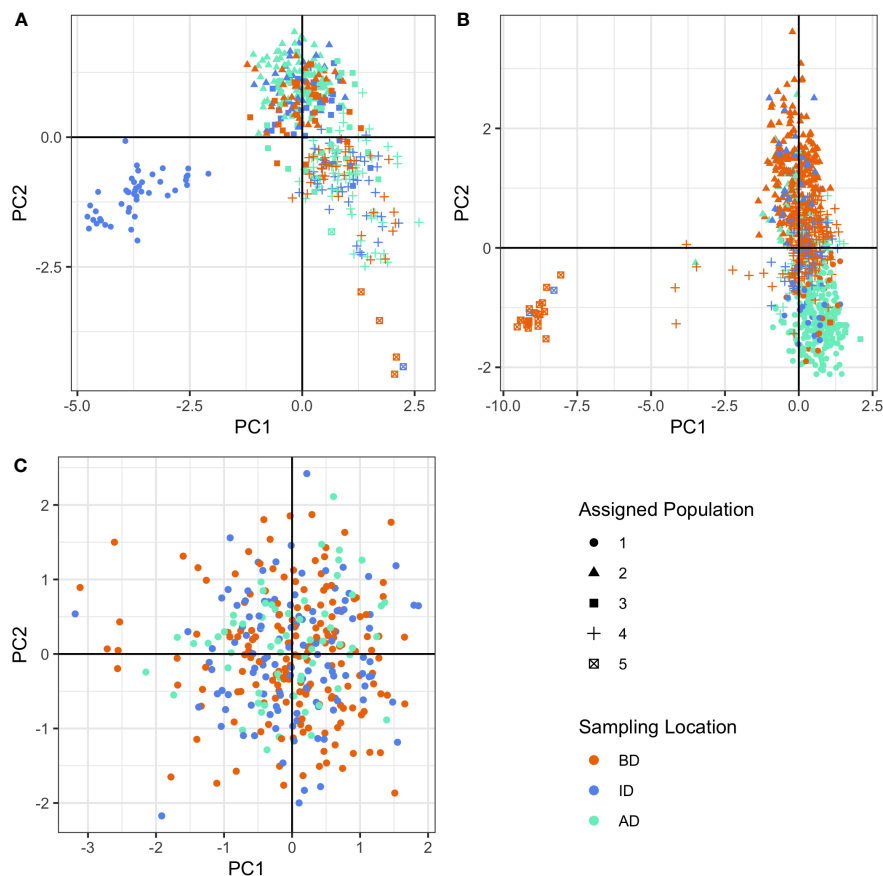 A
0.0
-2.5
-5.0 -2.5 0.0 2.5
PC1
PC2
B
2
0
-2
-10.0 -7.5 -5.0 -2.5 0.0 2.5
PC1
PC2
C
2
1
0
-1
-2
-3 -2 -1 0 1 2
PC1
PC2
Assigned Population
1
2
3
4
5
Sampling Location
BD
ID
AD